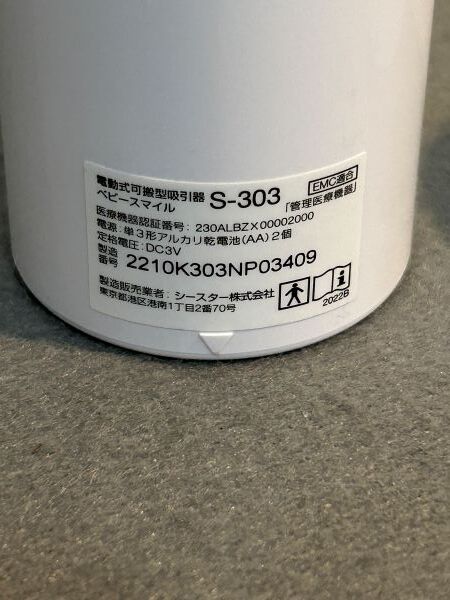 電動式可搬型吸引器 S-303 EMC適合
ベビースマイル 「管理医療機器」
医療機器認証番号: 230ALBZX00002000
電源: 単3形アルカリ乾電池(AA)2個
定格電圧: DC3V
製造番号 2210K303NP03409
製造販売業者: シースター株式会社
東京都港区港南1丁目2番70号
2022B